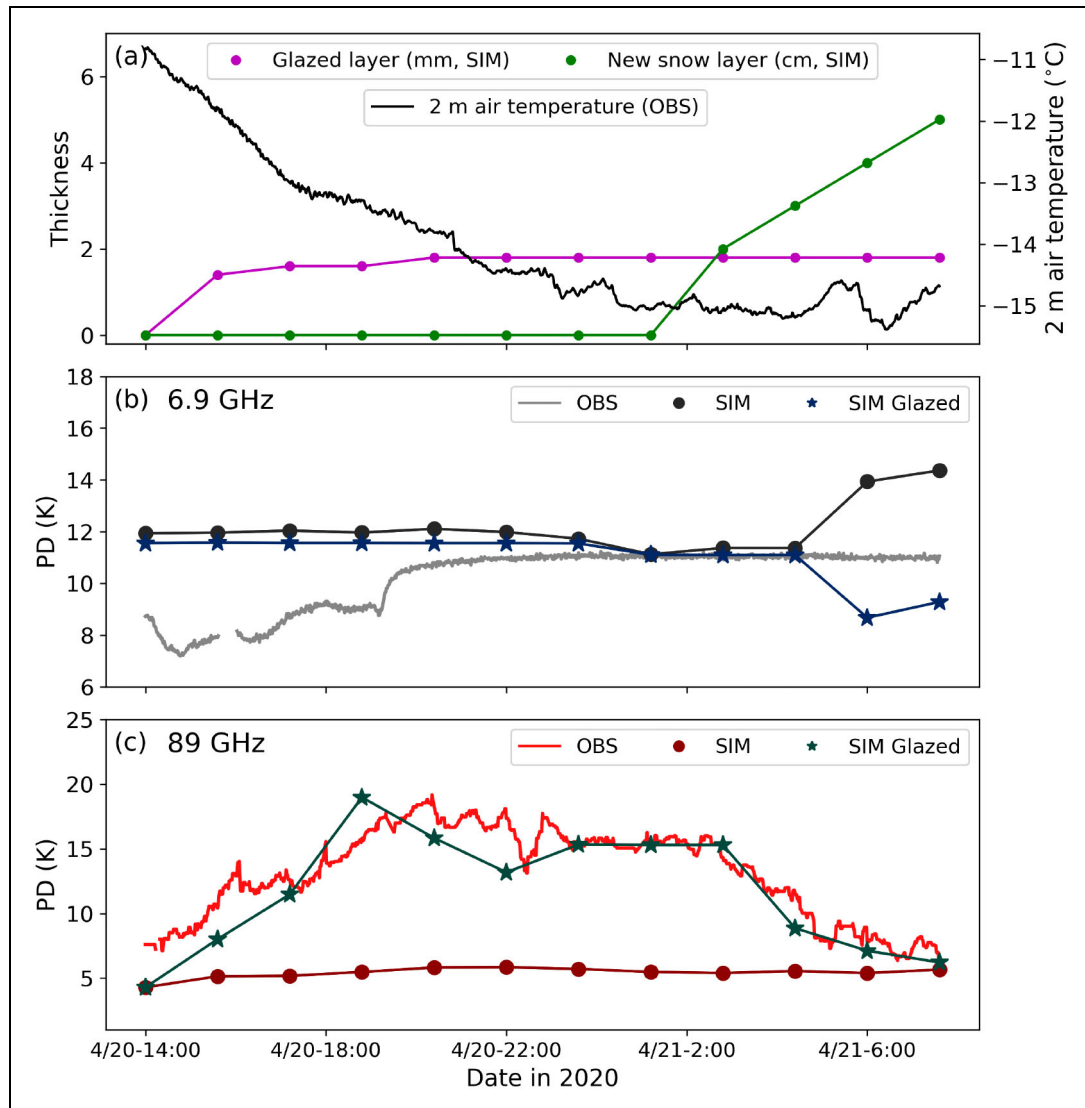 (a)
Glazed layer (mm, SIM)
New snow layer (cm, SIM)
2 m air temperature (OBS)
Thickness
6
4
2
0
−11
−12
−13
−14
−15
2 m air temperature (°C)
(b) 6.9 GHz
OBS
SIM
SIM Glazed
PD (K)
18
16
14
12
10
8
6
(c) 89 GHz
OBS
SIM
SIM Glazed
PD (K)
25
20
15
10
5
4/20-14:00
4/20-18:00
4/20-22:00
4/21-2:00
4/21-6:00
Date in 2020